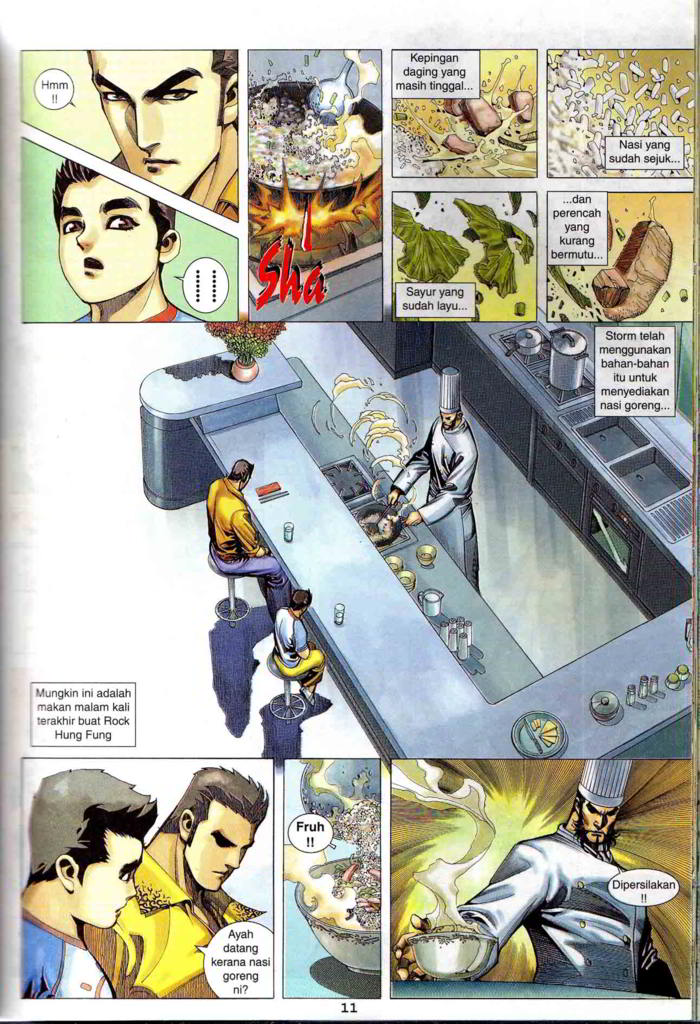 Hmm
!!
Sha
Kepingan
daging yang
masih tinggal...
Nasi yang
sudah sejuk...
Sayur yang
sudah layu...
...dan
perencah
yang
kurang
bermutu...
Storm telah
menggunakan
bahan-bahan
itu untuk
menyediakan
nasi goreng...
Mungkin ini adalah
makan malam kali
terakhir buat Rock
Hung Fung
Ayah
datang
kerana nasi
goreng
ni?
Fruh
!!
Dipersilakan
!!
11